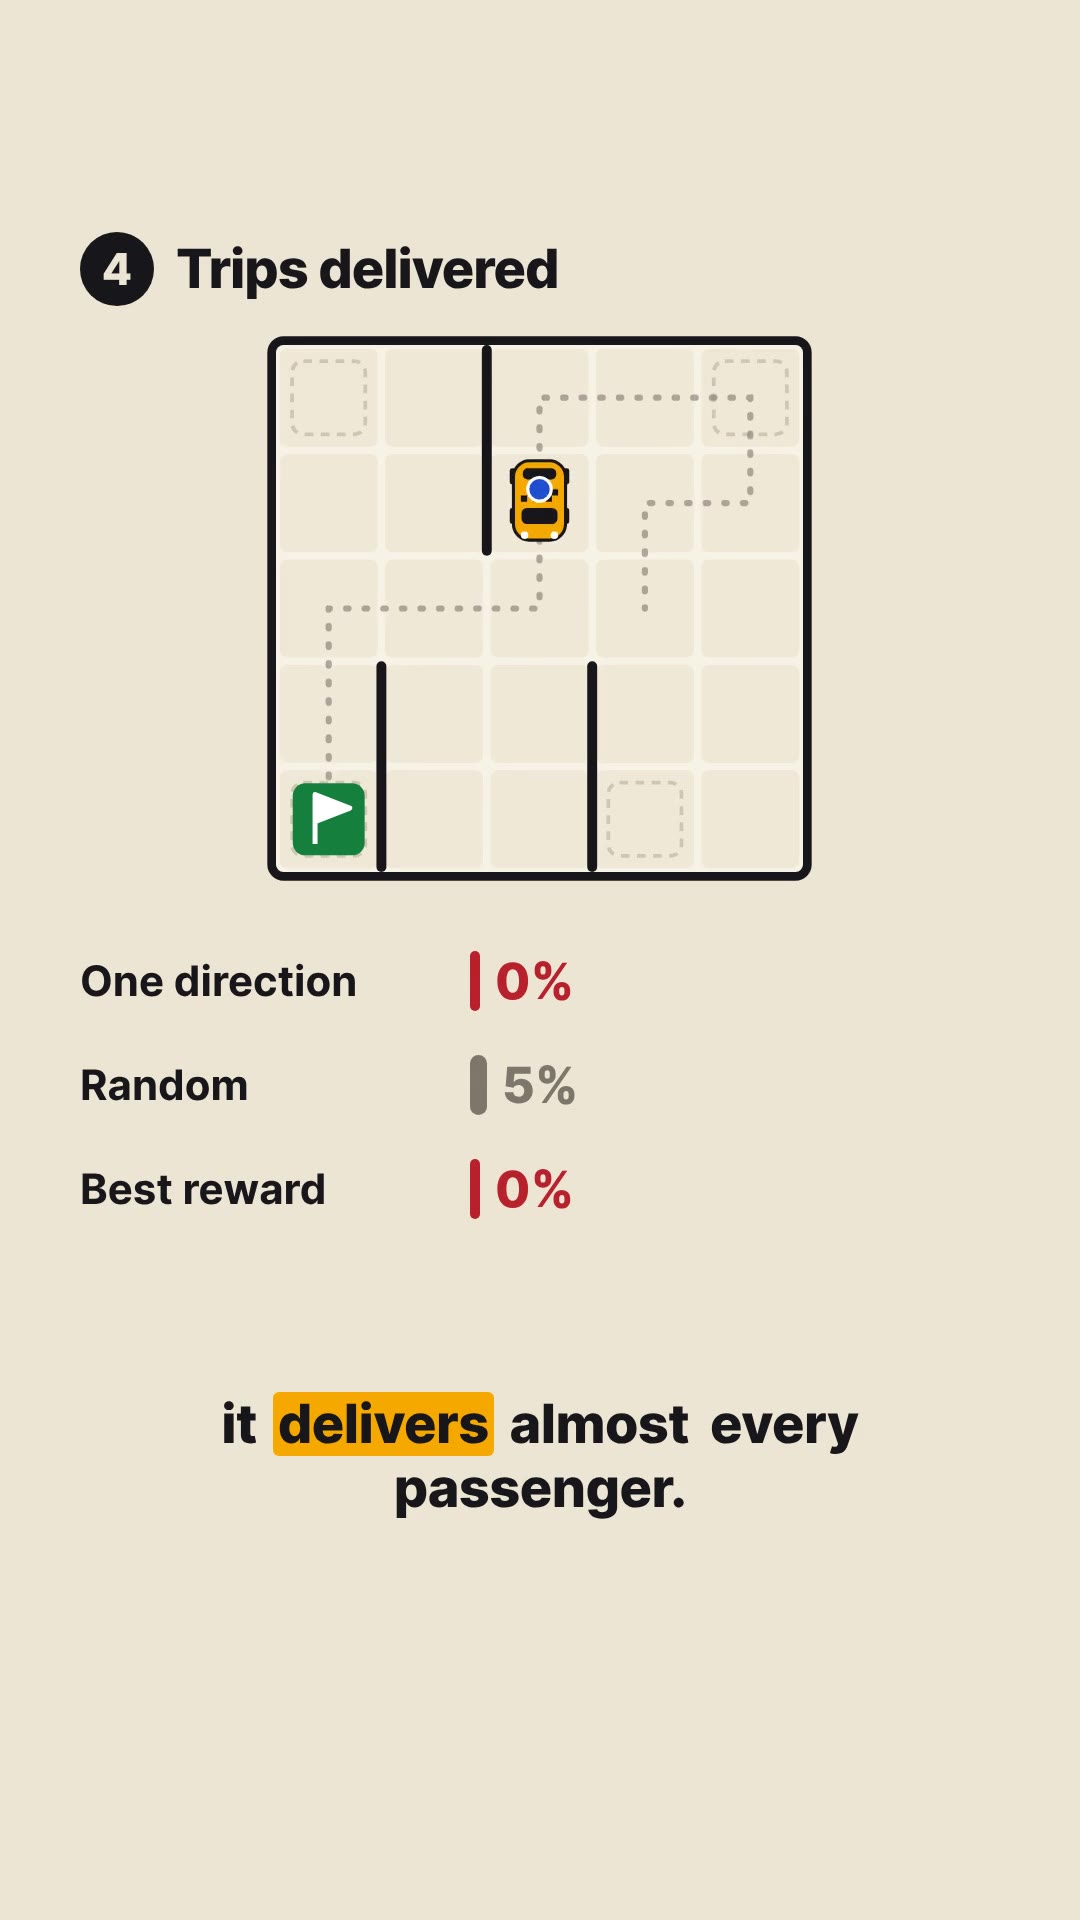 4 Trips delivered
One direction 0%
Random 5%
Best reward 0%
it delivers almost every
passenger.